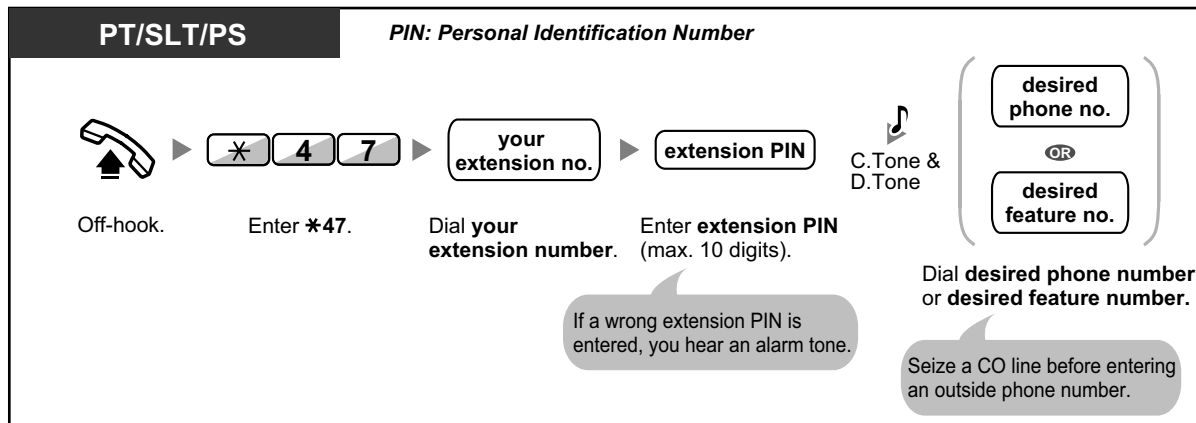 PT/SLT/PS
PIN: Personal Identification Number
✳ 4 7
your
extension no.
extension PIN
C.Tone &
D.Tone
desired
phone no.
OR
desired
feature no.
Off-hook.
Enter ✳47.
Dial your
extension number.
Enter extension PIN
(max. 10 digits).
Dial desired phone number
or desired feature number.
If a wrong extension PIN is
entered, you hear an alarm tone.
Seize a CO line before entering
an outside phone number.